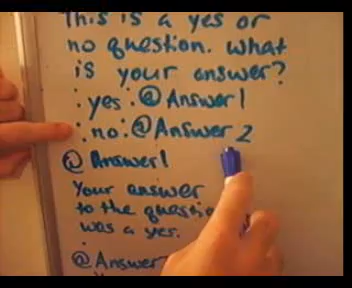 This is a yes or
no question. What
is your answer?
:yes:@Answer1
:no:@Answer 2
@Answer1
Your answer
to the
was a yes.
@Answer